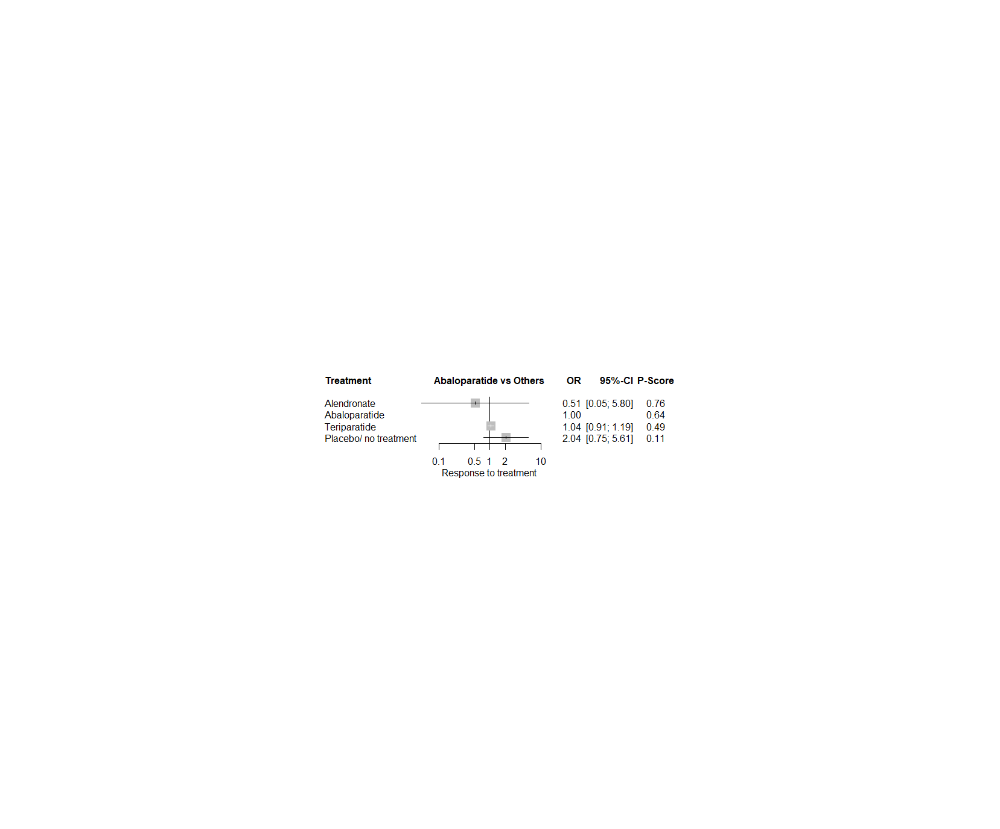 Treatment Abaloparatide vs Others OR 95%-CI P-Score
Alendronate 0.51 [0.05; 5.80] 0.76
Abaloparatide 1.00 0.64
Teriparatide 1.04 [0.91; 1.19] 0.49
Placebo/ no treatment 2.04 [0.75; 5.61] 0.11
0.1 0.5 1 2 10
Response to treatment